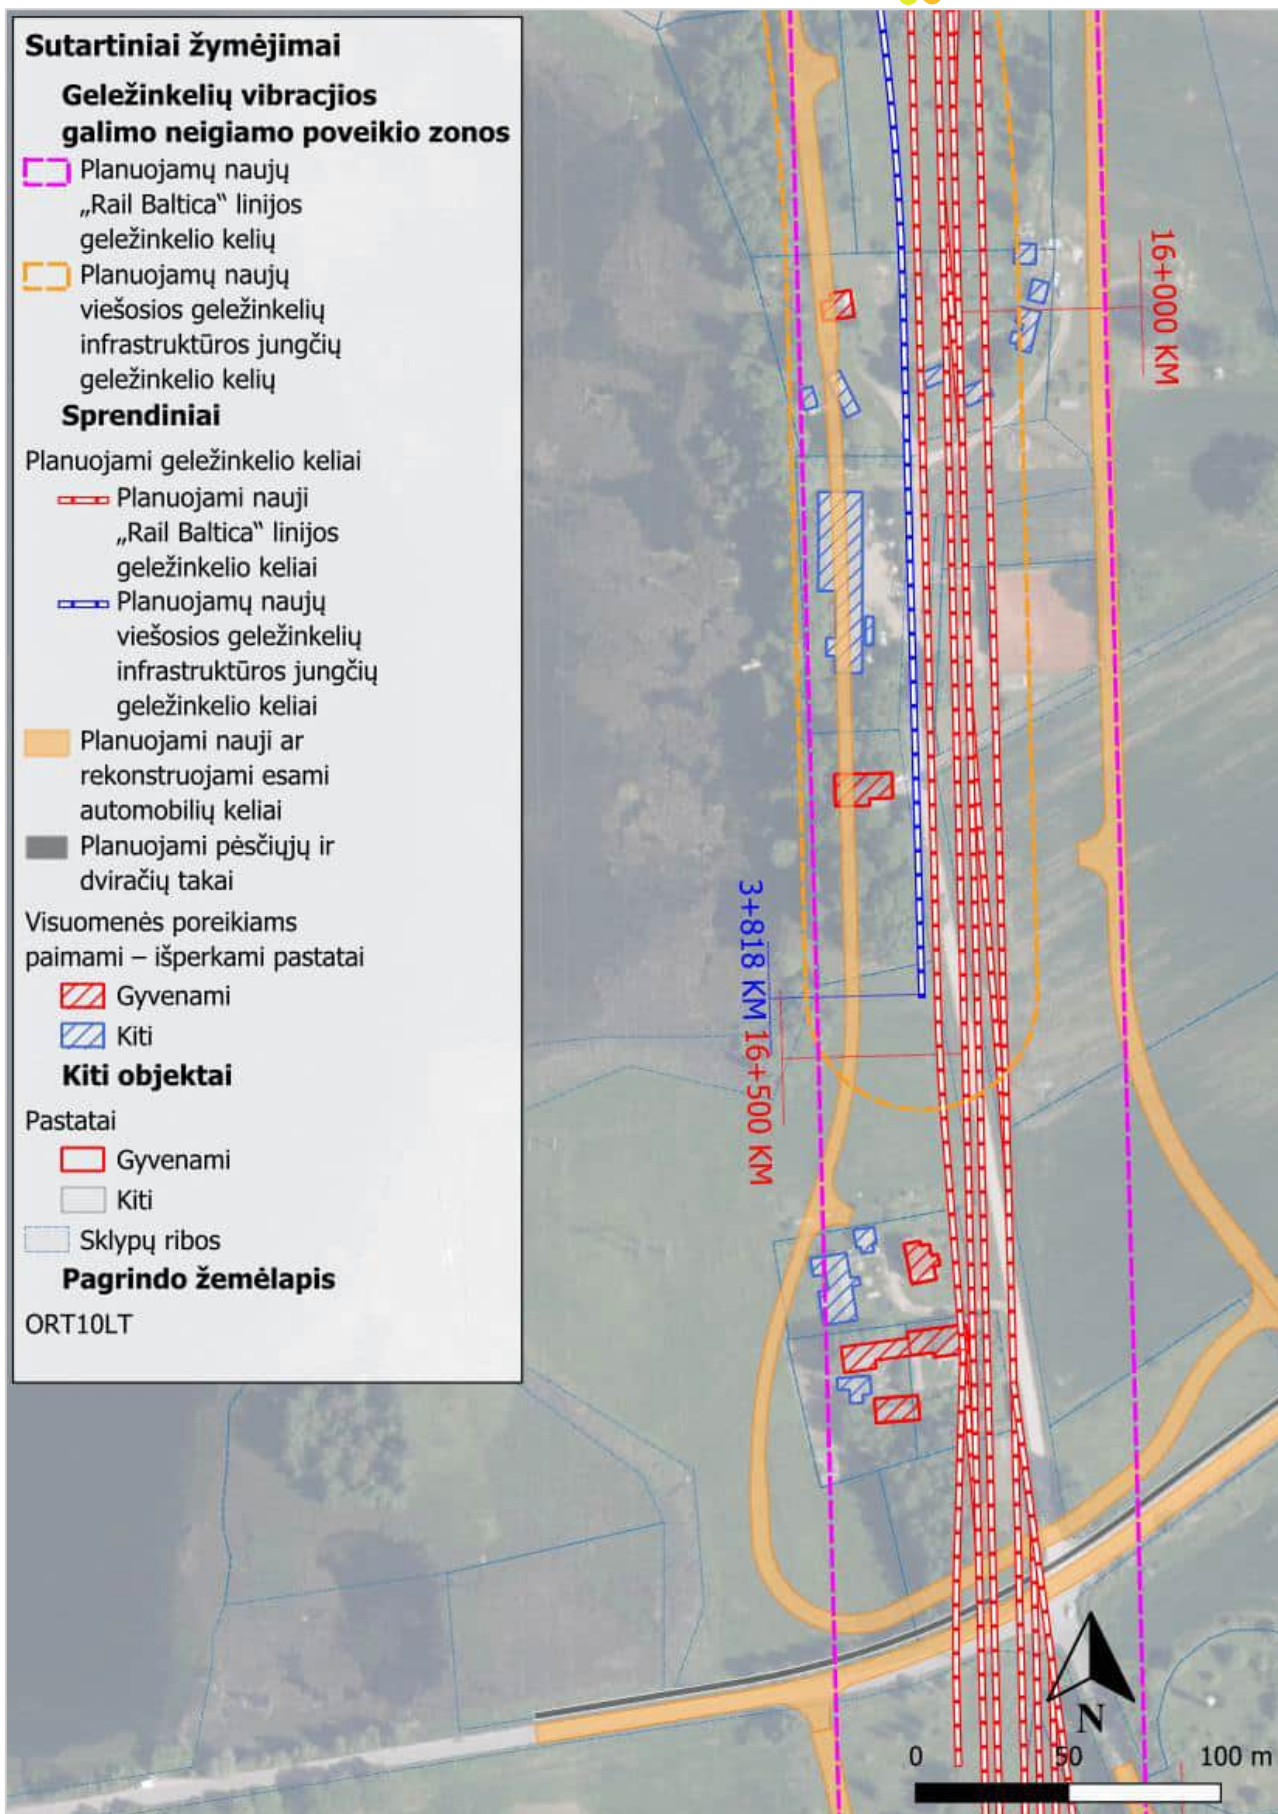 Sutartiniai žymėjimai
Geležinkelių vibracjios
galimo neigiamo poveikio zonos
Planuojamų naujų
„Rail Baltica“ linijos
geležinkelio kelių
Planuojamų naujų
viešosios geležinkelių
infrastruktūros jungčių
geležinkelio kelių
Sprendiniai
Planuojami geležinkelio keliai
Planuojami nauji
„Rail Baltica“ linijos
geležinkelio keliai
Planuojamų naujų
viešosios geležinkelių
infrastruktūros jungčių
geležinkelio keliai
Planuojami nauji ar
rekonstruojami esami
automobilių keliai
Planuojami pėsčiųjų ir
dviračių takai
Visuomenės poreikiams
paimami – išperkami pastatai
Gyvenami
Kiti
Kiti objektai
Pastatai
Gyvenami
Kiti
Sklypų ribos
Pagrindo žemėlapis
ORT10LT
16+000 KM
3+818 KM
16+500 KM
N
0 50 100 m